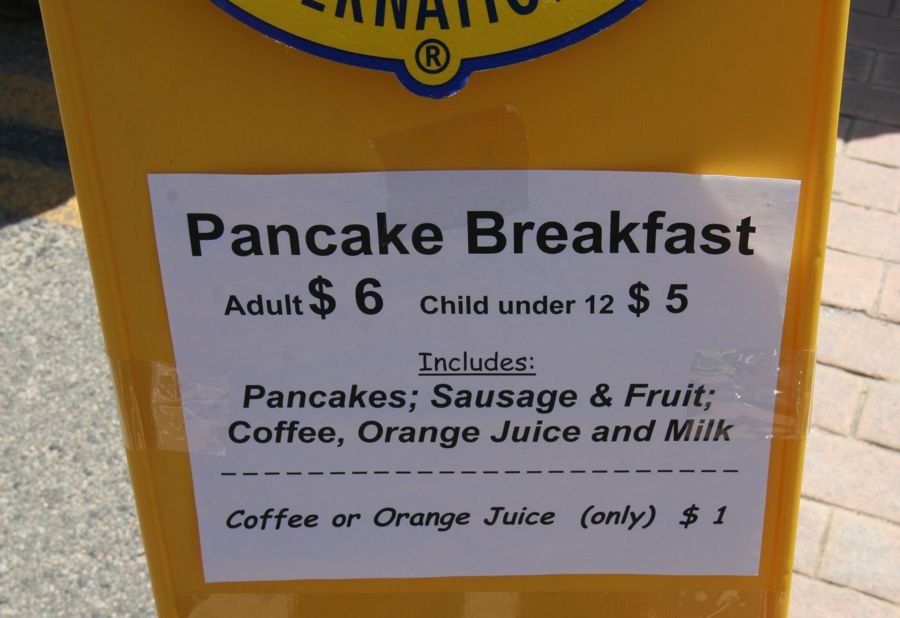 ®
Pancake Breakfast
Adult $ 6 Child under 12 $ 5
Includes:
Pancakes; Sausage & Fruit;
Coffee, Orange Juice and Milk
Coffee or Orange Juice (only) $ 1